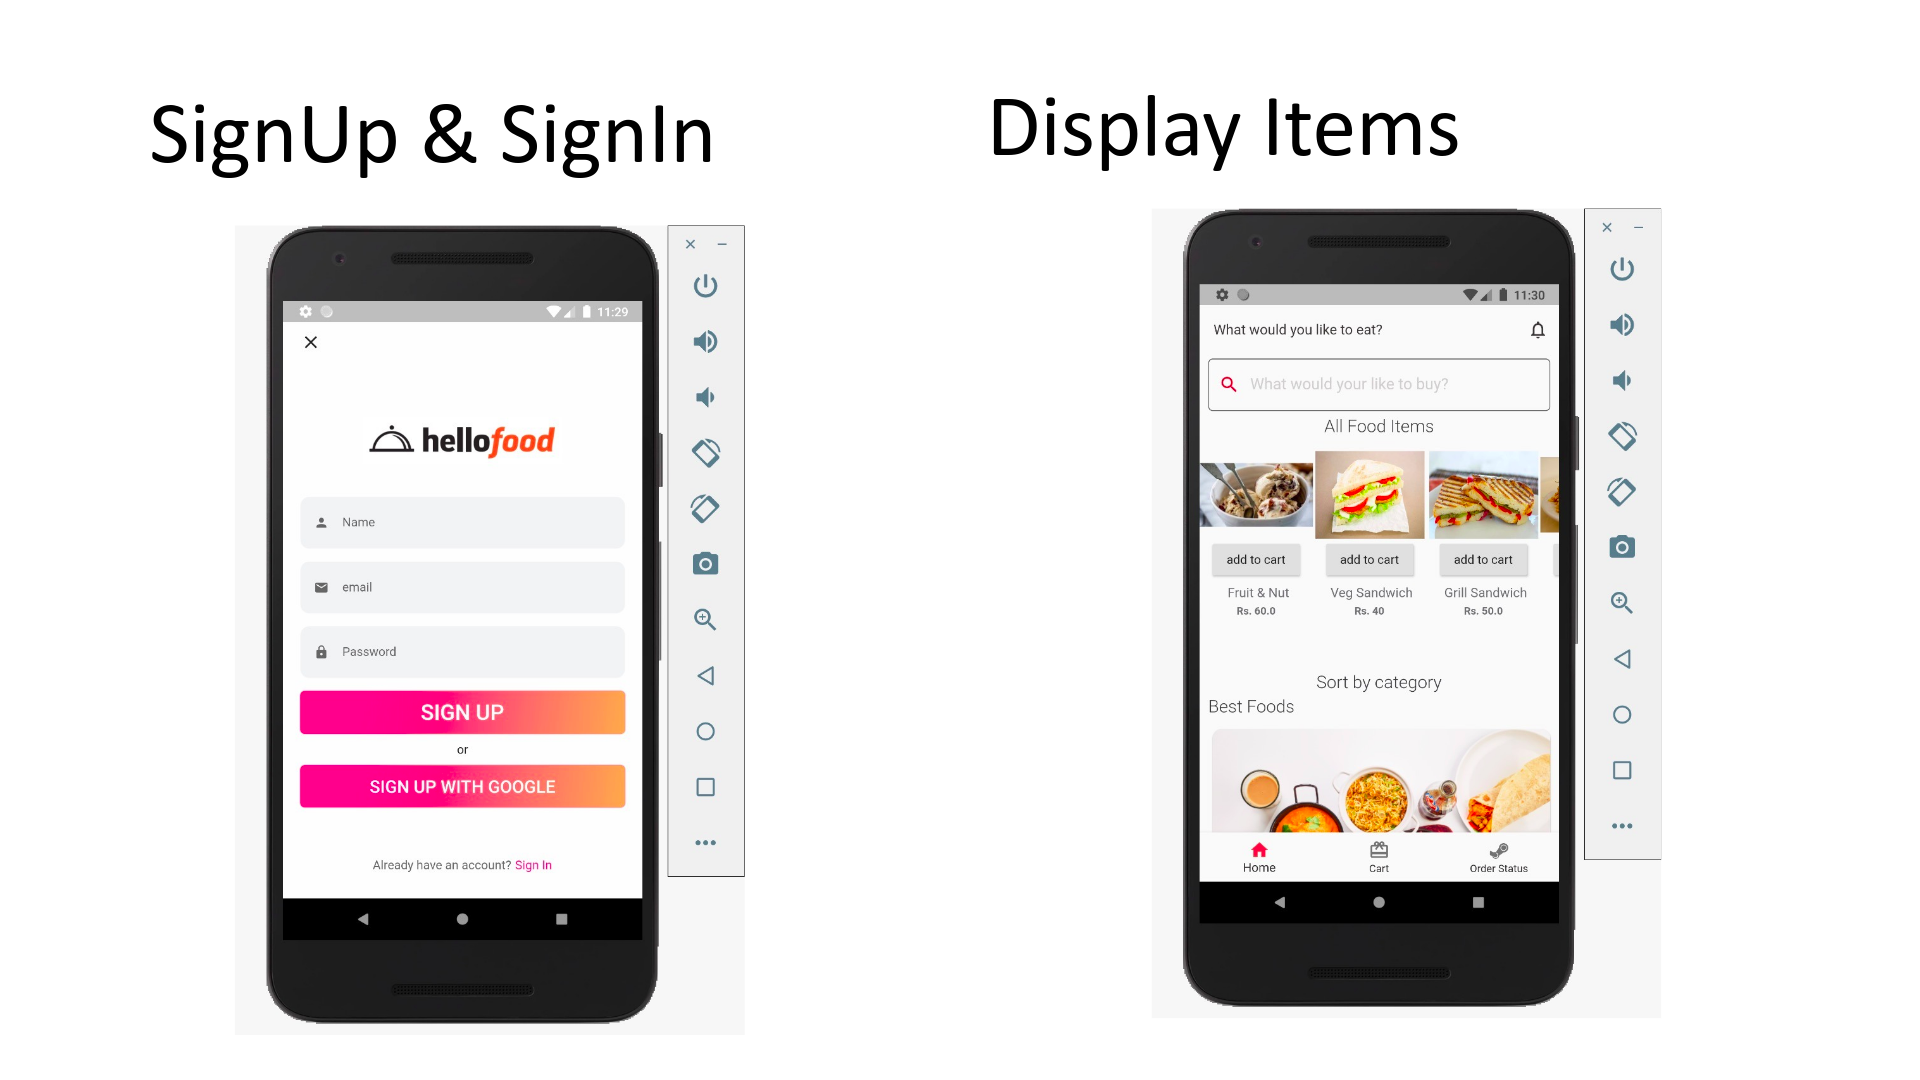 SignUp & SignIn
11:29
hellofood
Name
email
Password
SIGN UP
or
SIGN UP WITH GOOGLE
Already have an account? Sign In
Display Items
11:30
What would you like to eat?
What would your like to buy?
All Food Items
add to cart add to cart add to cart
Fruit & Nut Veg Sandwich Grill Sandwich
Rs. 60.0 Rs. 40 Rs. 50.0
Sort by category
Best Foods
Home Cart Order Status